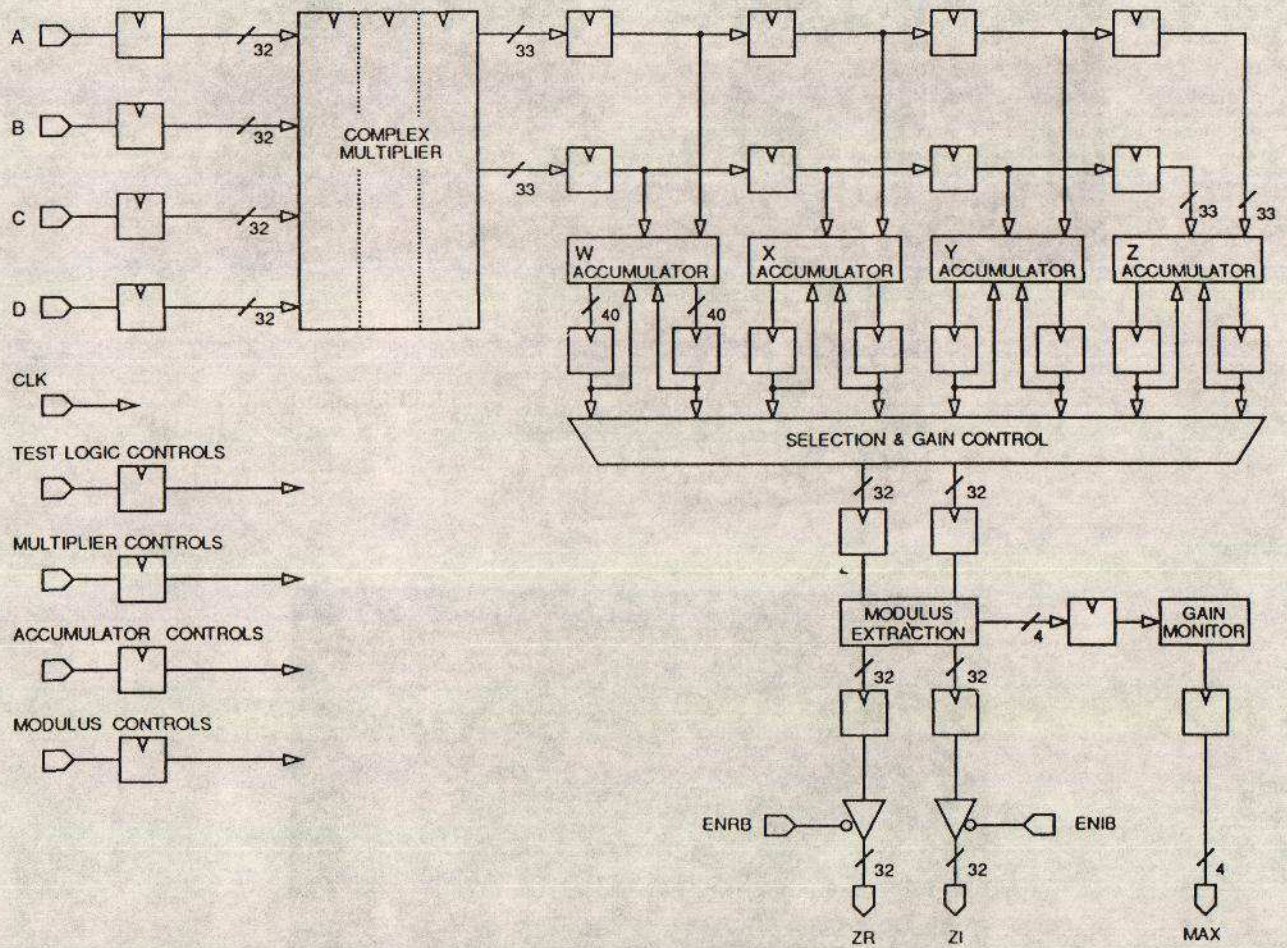 A
32
33
B
32
COMPLEX
MULTIPLIER
33
C
32
33
33
W
ACCUMULATOR
X
ACCUMULATOR
Y
ACCUMULATOR
Z
ACCUMULATOR
D
32
40
40
CLK
SELECTION & GAIN CONTROL
TEST LOGIC CONTROLS
32
32
MULTIPLIER CONTROLS
MODULUS
EXTRACTION
4
GAIN
MONITOR
ACCUMULATOR CONTROLS
32
32
MODULUS CONTROLS
ENRB
ENIB
32
32
4
ZR
ZI
MAX